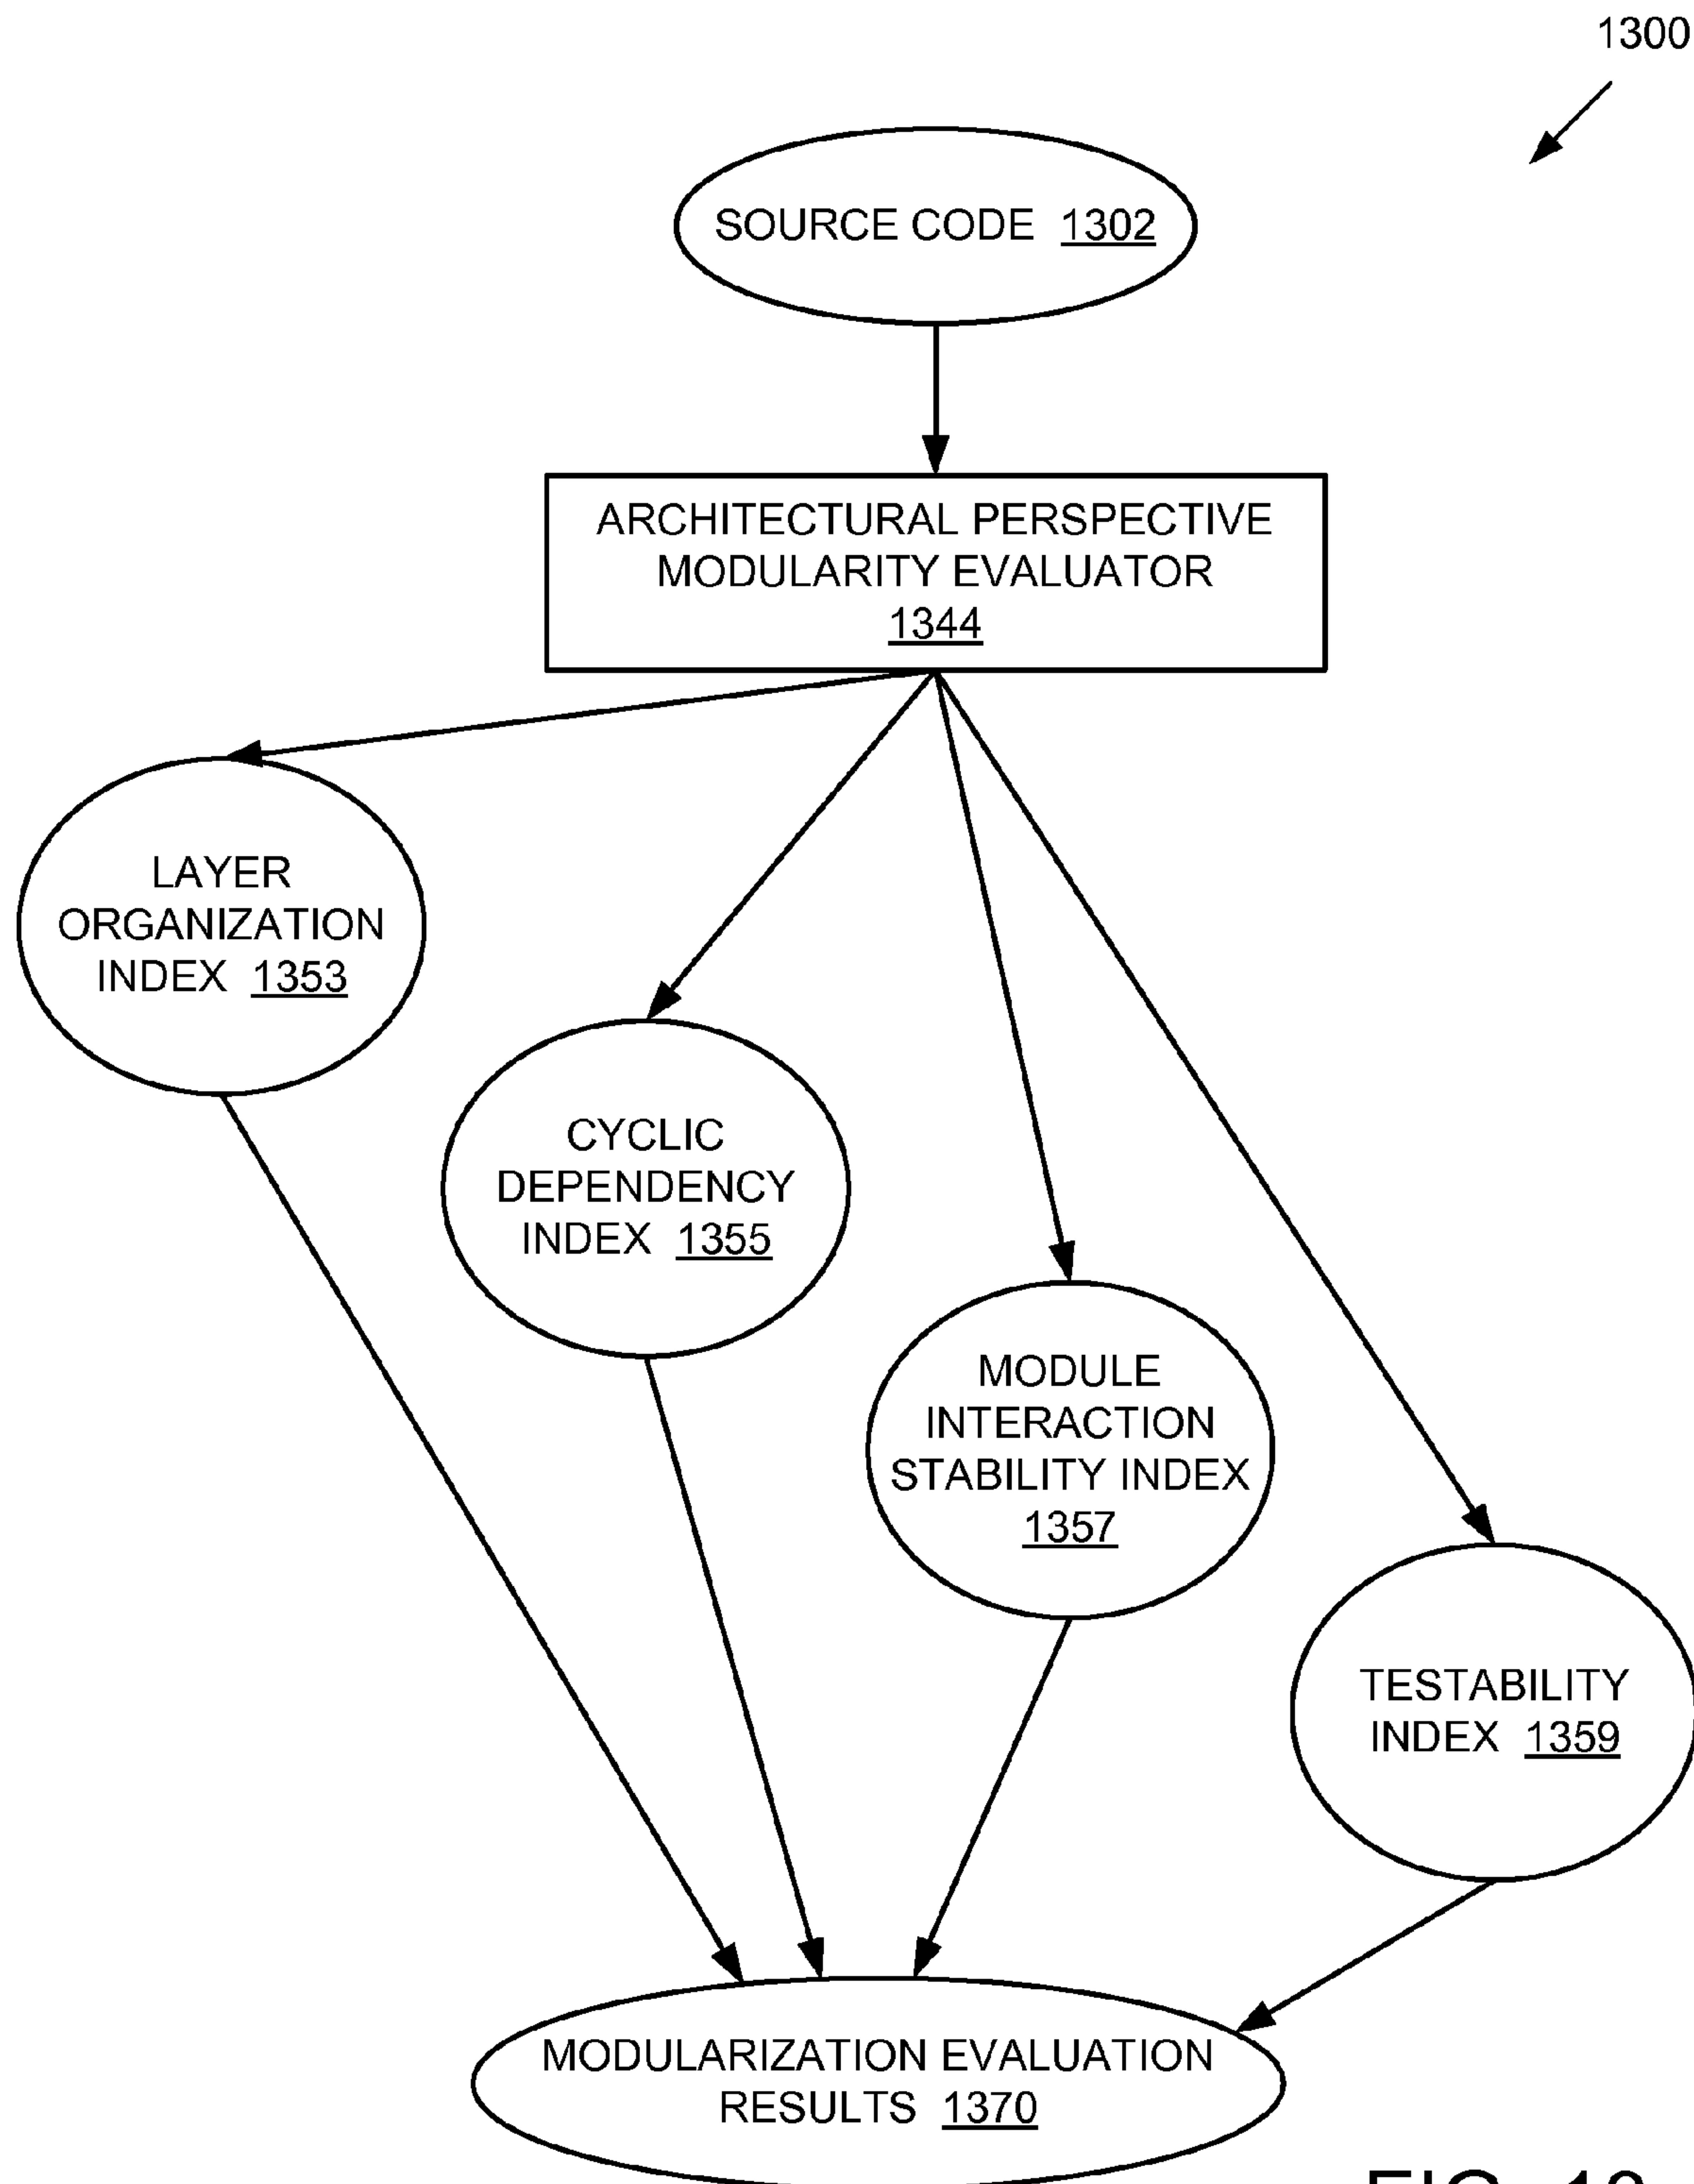 1300
SOURCE CODE 1302
ARCHITECTURAL PERSPECTIVE
MODULARITY EVALUATOR
1344
LAYER
ORGANIZATION
INDEX 1353
CYCLIC
DEPENDENCY
INDEX 1355
MODULE
INTERACTION
STABILITY INDEX
1357
TESTABILITY
INDEX 1359
MODULARIZATION EVALUATION
RESULTS 1370
FIG.